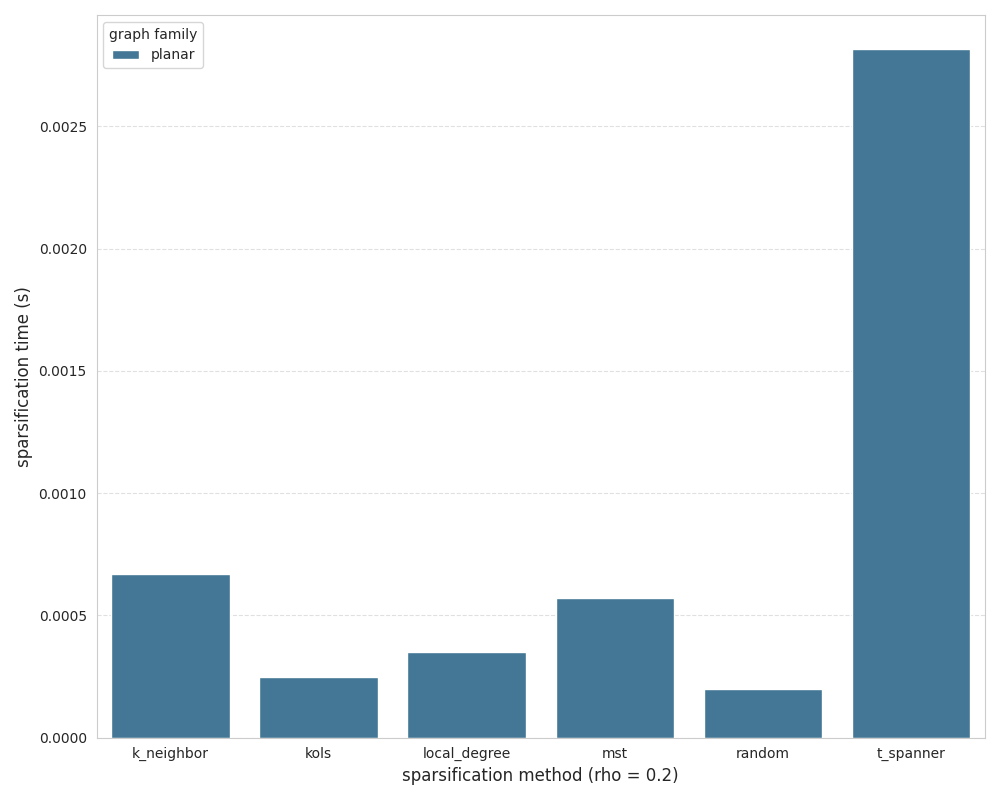 graph family
planar
sparsification time (s)
0.0025
0.0020
0.0015
0.0010
0.0005
0.0000
k_neighbor kols local_degree mst random t_spanner
sparsification method (rho = 0.2)